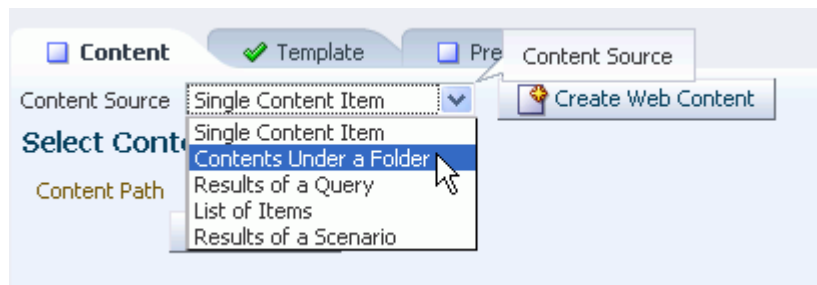 Content
Template
Pre
Content Source
Content Source
Single Content Item
Create Web Content
Single Content Item
Select Conte
Contents Under a Folder
Content Path
Results of a Query
List of Items
Results of a Scenario